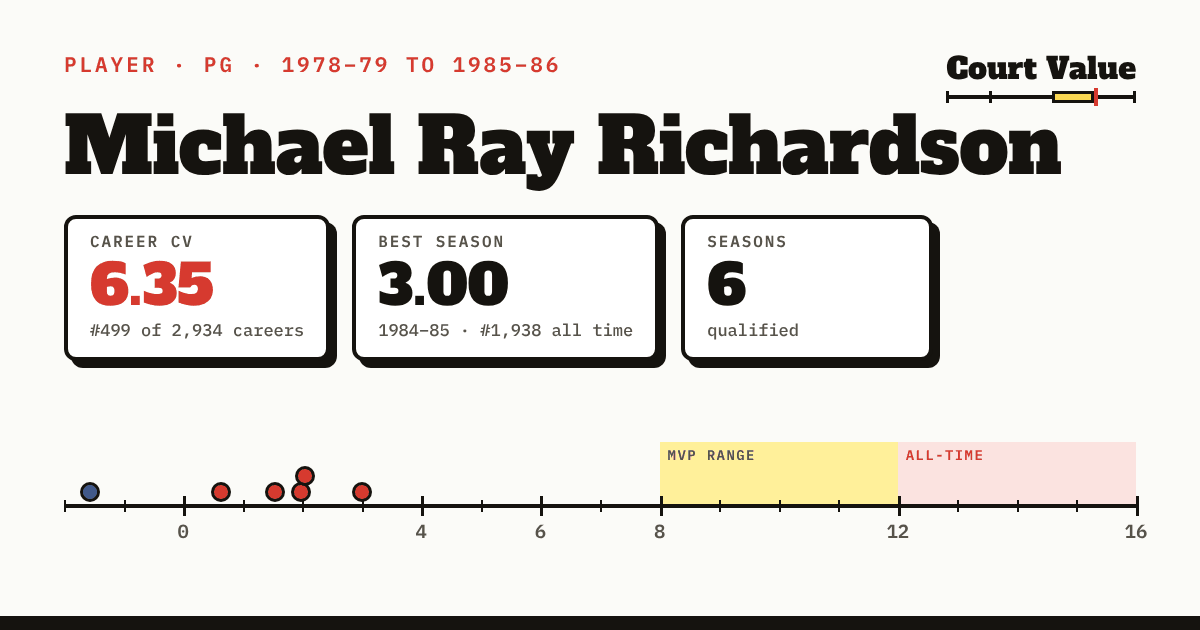 PLAYER · PG · 1978–79 TO 1985–86
Court Value
Michael Ray Richardson
CAREER CV
6.35
#499 of 2,934 careers
BEST SEASON
3.00
1984–85 · #1,938 all time
SEASONS
6
qualified
MVP RANGE
ALL-TIME
0 4 6 8 12 16